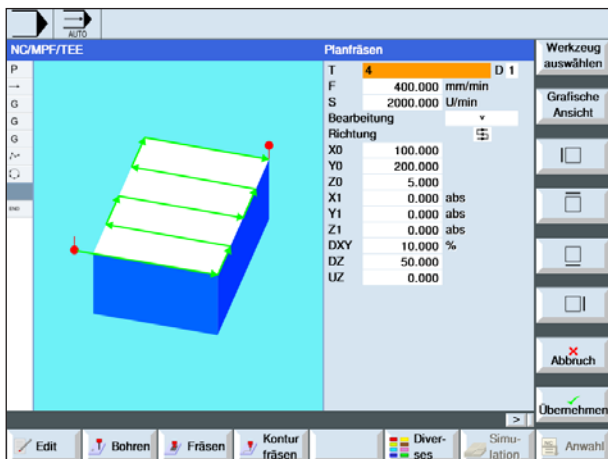 AUTO
NC/MPF/TEE
Planfräsen
Werkzeug
auswählen
P
G
G
G
END
T 4 D 1
F 400.000 mm/min
S 2000.000 U/min
Bearbeitung v
Richtung
X0 100.000
Y0 200.000
Z0 5.000
X1 0.000 abs
Y1 0.000 abs
Z1 0.000 abs
DXY 10.000 %
DZ 50.000
UZ 0.000
Grafische
Ansicht
Abbruch
Übernehmen
>
Edit
Bohren
Fräsen
Kontur
fräsen
Diver-
ses
Simu-
lation
NC
Anwahl